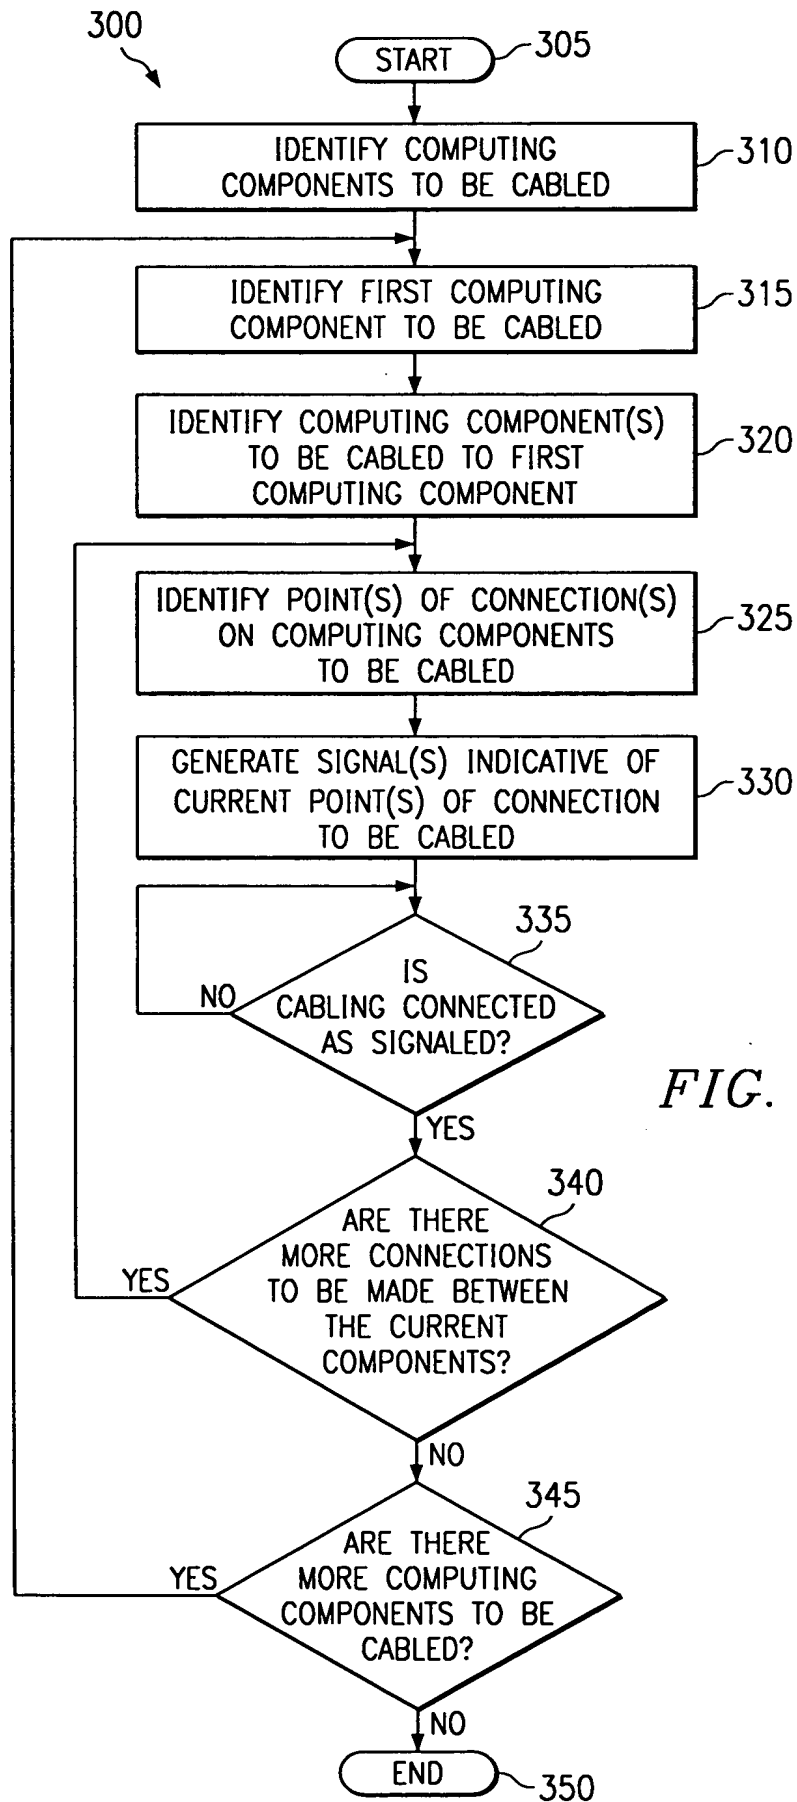 300
START
305
IDENTIFY COMPUTING
COMPONENTS TO BE CABLED
310
IDENTIFY FIRST COMPUTING
COMPONENT TO BE CABLED
315
IDENTIFY COMPUTING COMPONENT(S)
TO BE CABLED TO FIRST
COMPUTING COMPONENT
320
IDENTIFY POINT(S) OF CONNECTION(S)
ON COMPUTING COMPONENTS
TO BE CABLED
325
GENERATE SIGNAL(S) INDICATIVE OF
CURRENT POINT(S) OF CONNECTION
TO BE CABLED
330
335
IS
CABLING CONNECTED
AS SIGNALED?
NO
YES
FIG.
340
ARE THERE
MORE CONNECTIONS
TO BE MADE BETWEEN
THE CURRENT
COMPONENTS?
YES
NO
345
ARE THERE
MORE COMPUTING
COMPONENTS TO BE
CABLED?
YES
NO
END
350